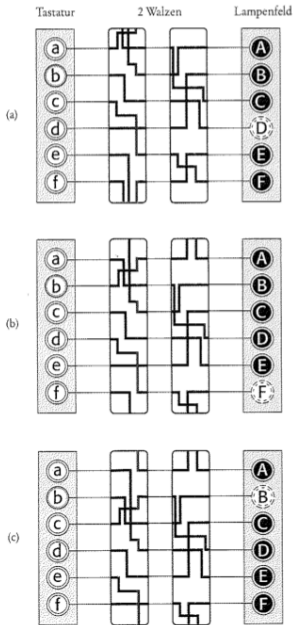 Tastatur 2 Walzen Lampenfeld
(a)
a A
b B
c C
d D
e E
f F
(b)
a A
b B
c C
d D
e E
f F
(c)
a A
b B
c C
d D
e E
f F